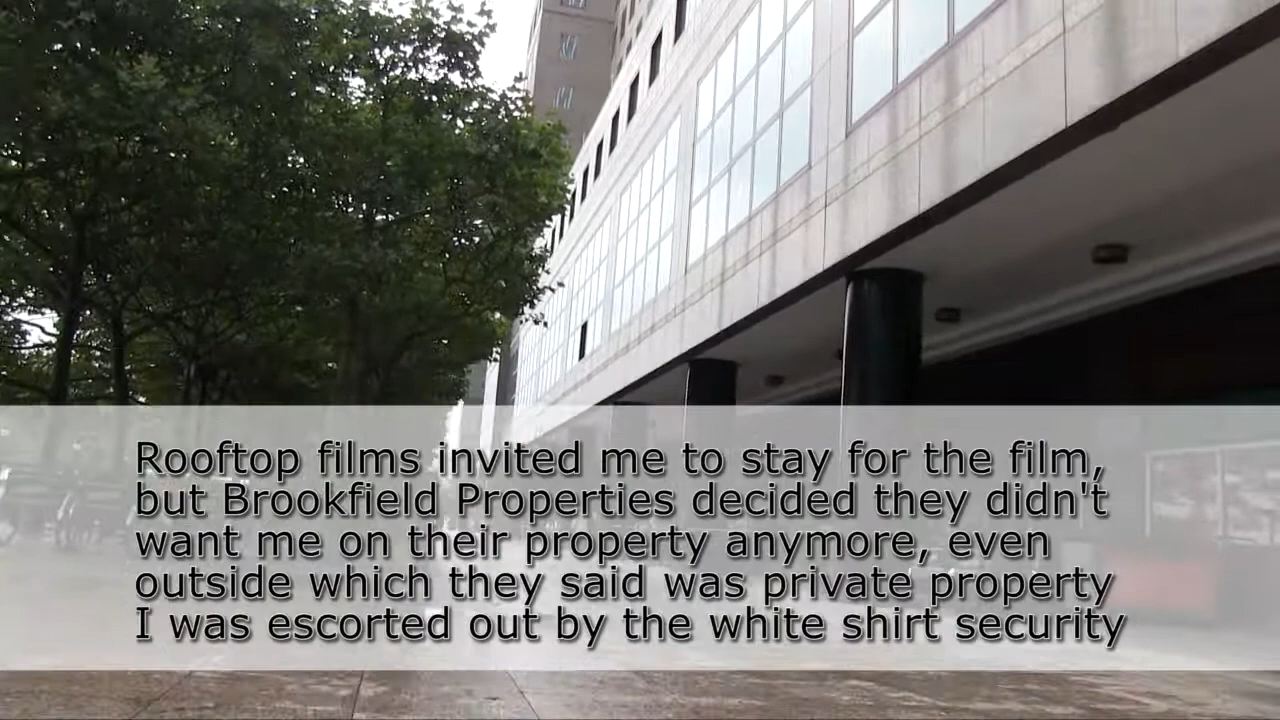 Rooftop films invited me to stay for the film,
but Brookfield Properties decided they didn't
want me on their property anymore, even
outside which they said was private property
I was escorted out by the white shirt security